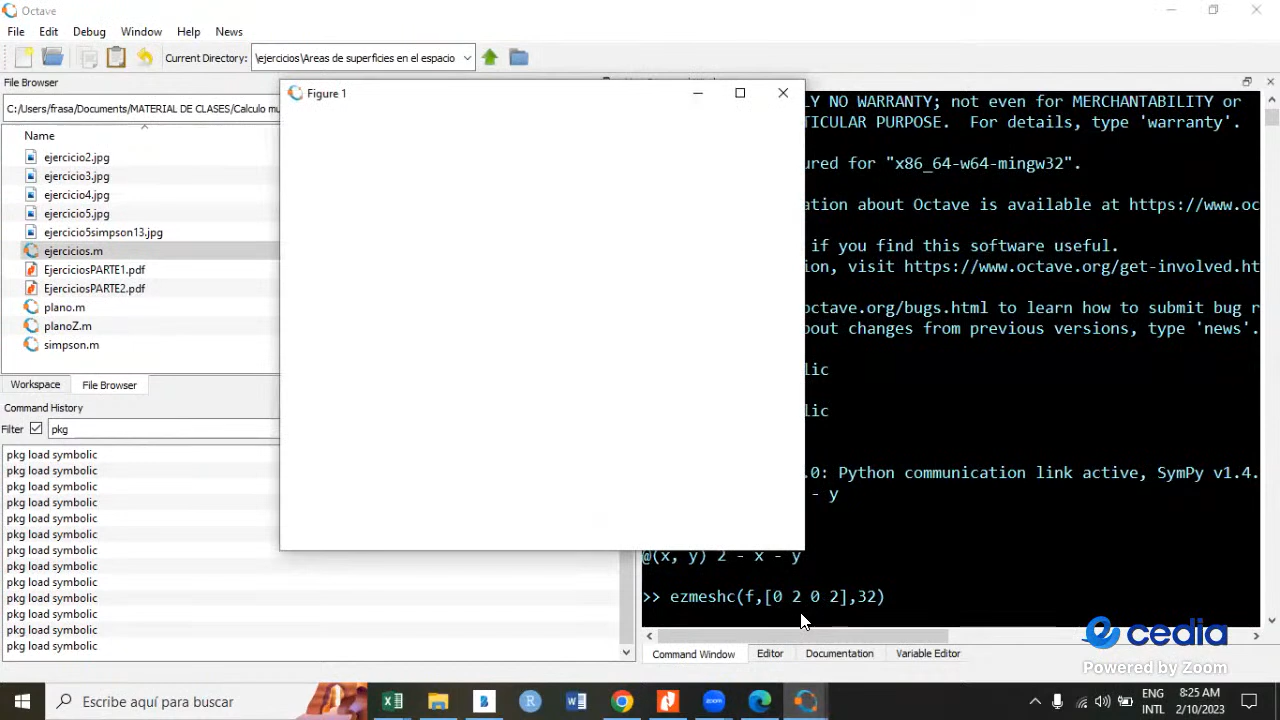 Octave
File Edit Debug Window Help News
Current Directory: \ejercicios\Areas de superficies en el espacio
File Browser
C:/Users/frasa/Documents/MATERIAL DE CLASES/Calculo mu
Name
ejercicio2.jpg
ejercicio3.jpg
ejercicio4.jpg
ejercicio5.jpg
ejercicio5simpson13.jpg
ejercicios.m
EjerciciosPARTE1.pdf
EjerciciosPARTE2.pdf
plano.m
planoZ.m
simpson.m
Workspace File Browser
Command History
Filter pkg
pkg load symbolic
pkg load symbolic
pkg load symbolic
pkg load symbolic
pkg load symbolic
pkg load symbolic
pkg load symbolic
pkg load symbolic
pkg load symbolic
pkg load symbolic
pkg load symbolic
pkg load symbolic
pkg load symbolic
Figure 1
LY NO WARRANTY; not even for MERCHANTABILITY or
TICULAR PURPOSE. For details, type 'warranty'.
ured for "x86_64-w64-mingw32".
ation about Octave is available at https://www.oc
if you find this software useful.
ion, visit https://www.octave.org/get-involved.ht
octave.org/bugs.html to learn how to submit bug r
out changes from previous versions, type 'news'.
lic
lic
.0: Python communication link active, SymPy v1.4.
- y
@(x, y) 2 - x - y
>> ezmeshc(f,[0 2 0 2],32)
Command Window Editor Documentation Variable Editor
cedia
Powered by Zoom
Escribe aquí para buscar
zoom
ENG
INTL
8:25 AM
2/10/2023